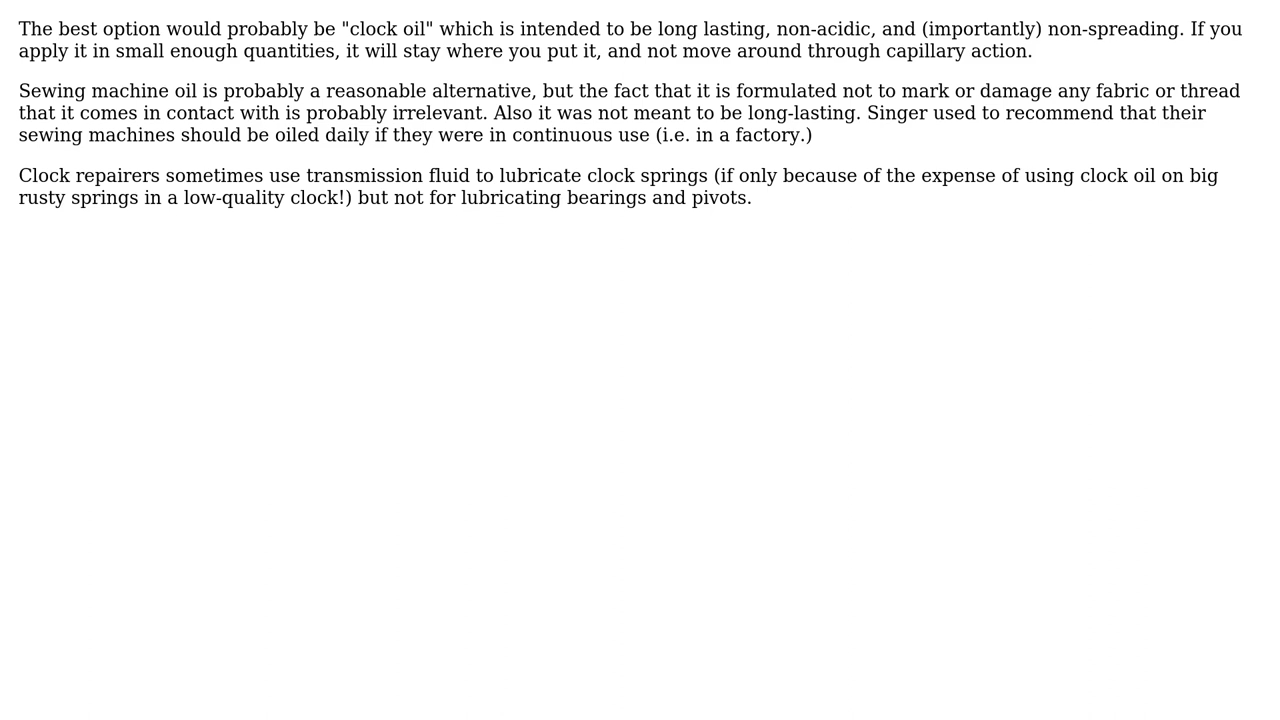 The best option would probably be "clock oil" which is intended to be long lasting, non-acidic, and (importantly) non-spreading. If you
apply it in small enough quantities, it will stay where you put it, and not move around through capillary action.
Sewing machine oil is probably a reasonable alternative, but the fact that it is formulated not to mark or damage any fabric or thread
that it comes in contact with is probably irrelevant. Also it was not meant to be long-lasting. Singer used to recommend that their
sewing machines should be oiled daily if they were in continuous use (i.e. in a factory.)
Clock repairers sometimes use transmission fluid to lubricate clock springs (if only because of the expense of using clock oil on big
rusty springs in a low-quality clock!) but not for lubricating bearings and pivots.